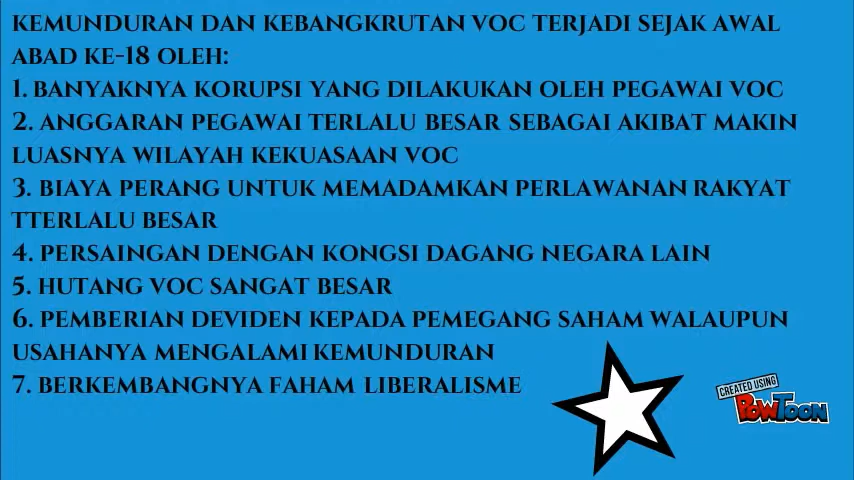 KEMUNDURAN DAN KEBANGKRUTAN VOC TERJADI SEJAK AWAL
ABAD KE-18 OLEH:
1. BANYAKNYA KORUPSI YANG DILAKUKAN OLEH PEGAWAI VOC
2. ANGGARAN PEGAWAI TERLALU BESAR SEBAGAI AKIBAT MAKIN
LUASNYA WILAYAH KEKUASAAN VOC
3. BIAYA PERANG UNTUK MEMADAMKAN PERLAWANAN RAKYAT
TTERLALU BESAR
4. PERSAINGAN DENGAN KONGSI DAGANG NEGARA LAIN
5. HUTANG VOC SANGAT BESAR
6. PEMBERIAN DEVIDEN KEPADA PEMEGANG SAHAM WALAUPUN
USAHANYA MENGALAMI KEMUNDURAN
7. BERKEMBANGNYA FAHAM LIBERALISME
CREATED USING
POWTOON